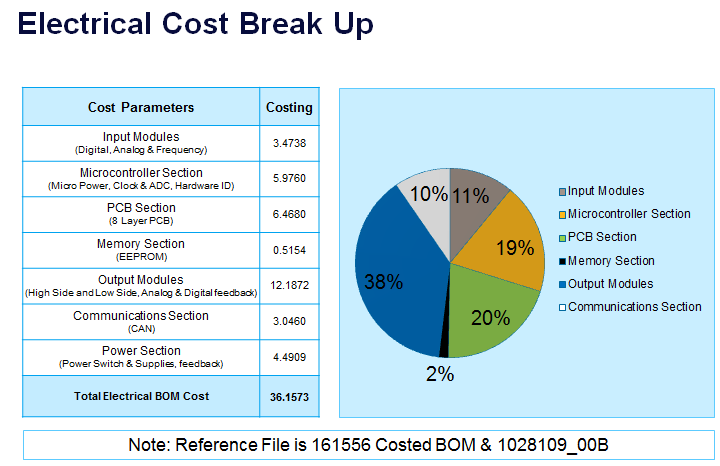 Electrical Cost Break Up
Cost Parameters Costing
Input Modules
(Digital, Analog & Frequency) 3.4738
Microcontroller Section
(Micro Power, Clock & ADC, Hardware ID) 5.9760
PCB Section
(8 Layer PCB) 6.4680
Memory Section
(EEPROM) 0.5154
Output Modules
(High Side and Low Side, Analog & Digital feedback) 12.1872
Communications Section
(CAN) 3.0460
Power Section
(Power Switch & Supplies, feedback) 4.4909
Total Electrical BOM Cost 36.1573
10% 11%
19%
38%
20%
2%
Input Modules
Microcontroller Section
PCB Section
Memory Section
Output Modules
Communications Section
Note: Reference File is 161556 Costed BOM & 1028109_00B